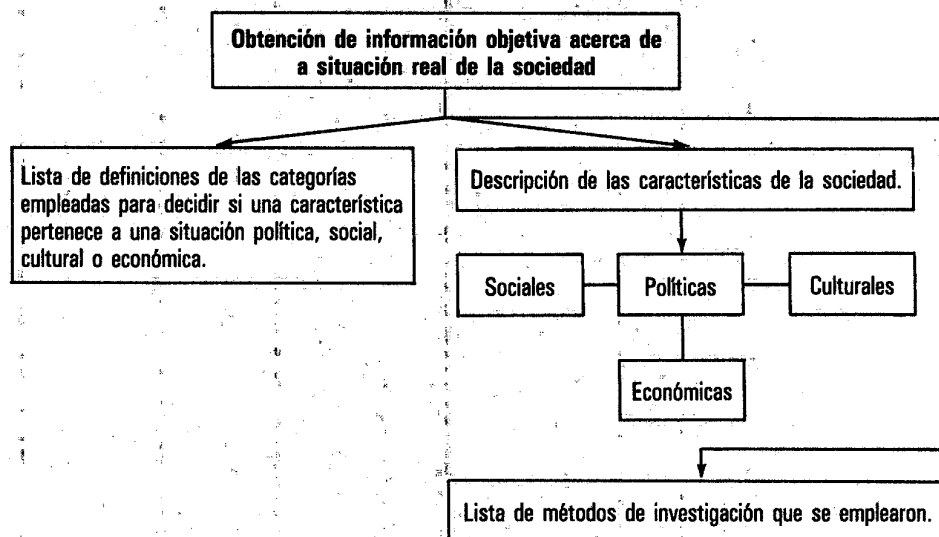 Obtención de información objetiva acerca de
a situación real de la sociedad
Lista de definiciones de las categorías
empleadas para decidir si una característica
pertenece a una situación política, social,
cultural o económica.
Descripción de las características de la sociedad.
Sociales
Políticas
Culturales
Económicas
Lista de métodos de investigación que se emplearon.